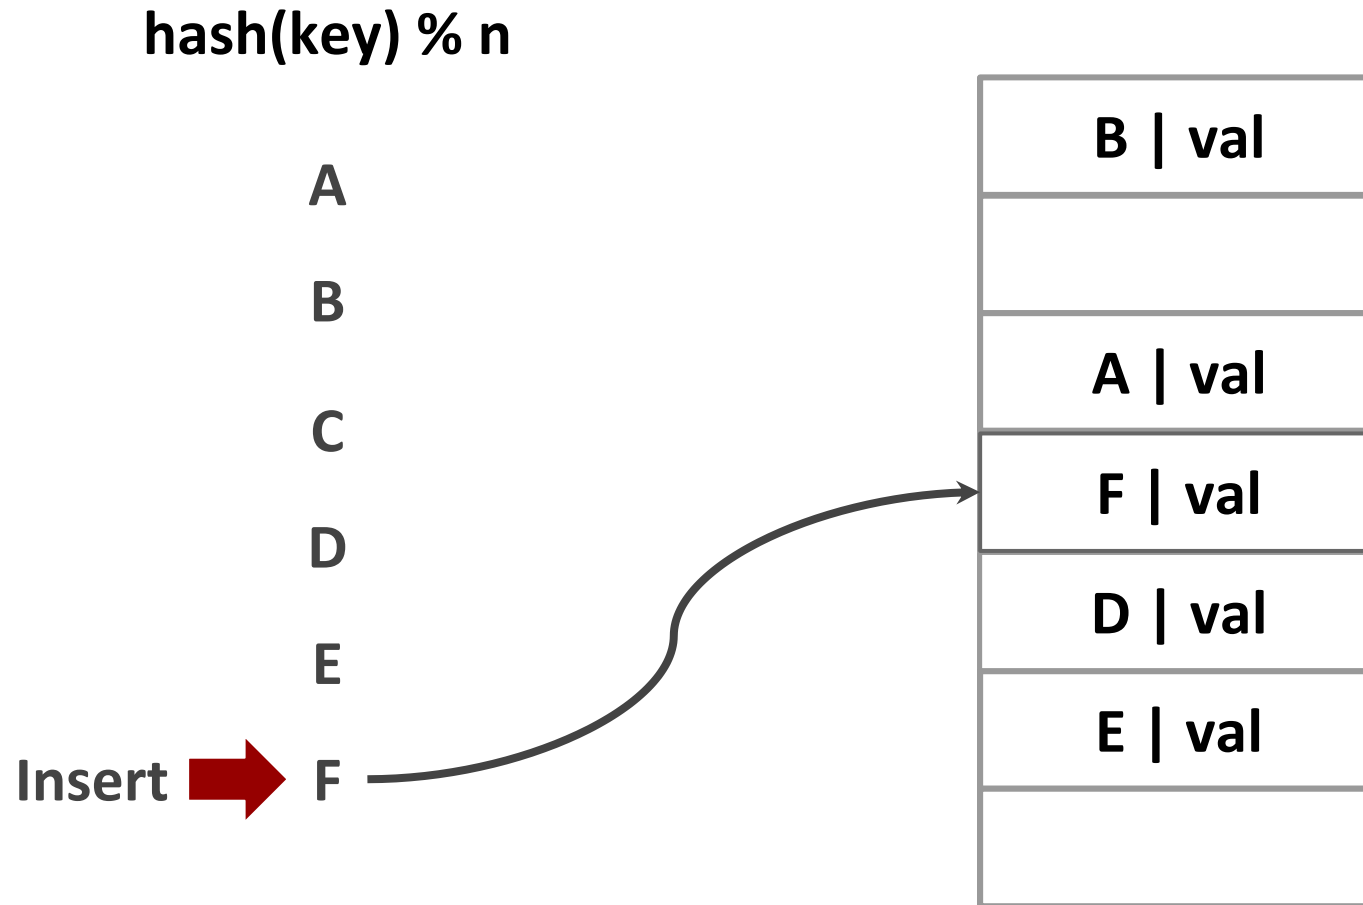 hash(key) % n
A
B
C
D
E
Insert F
B | val
A | val
F | val
D | val
E | val